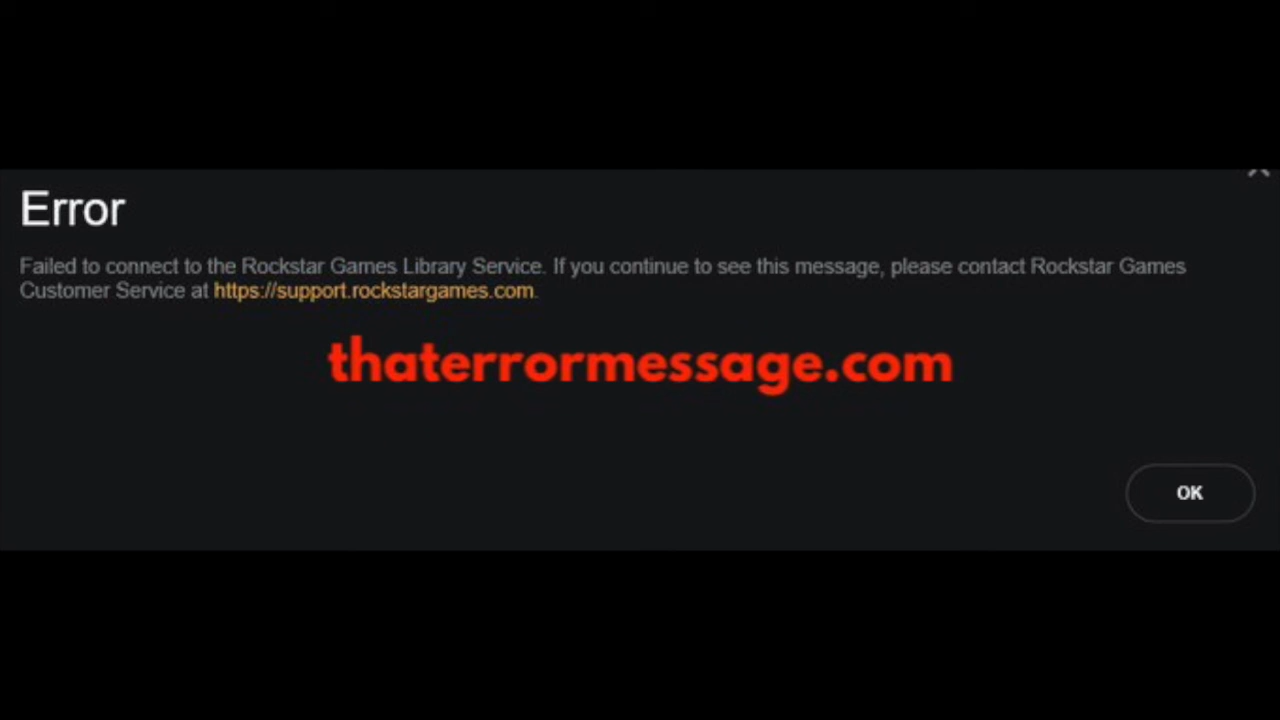 Error
Failed to connect to the Rockstar Games Library Service. If you continue to see this message, please contact Rockstar Games
Customer Service at https://support.rockstargames.com.
thaterrormessage.com
OK